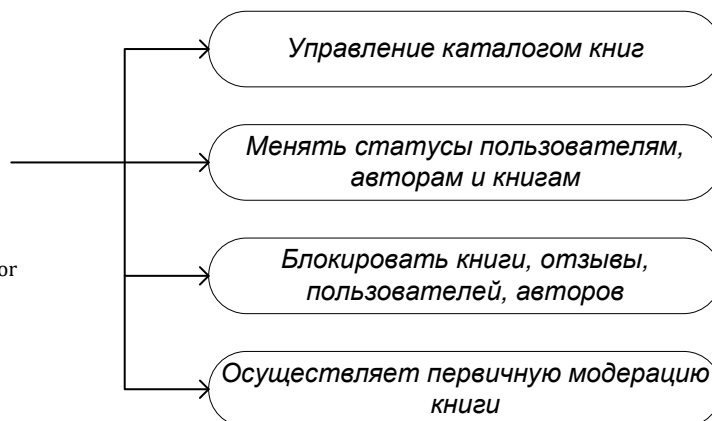 Управление каталогом книг
Менять статусы пользователям,
авторам и книгам
or
Блокировать книги, отзывы,
пользователей, авторов
Осуществляет первичную модерацию
книги